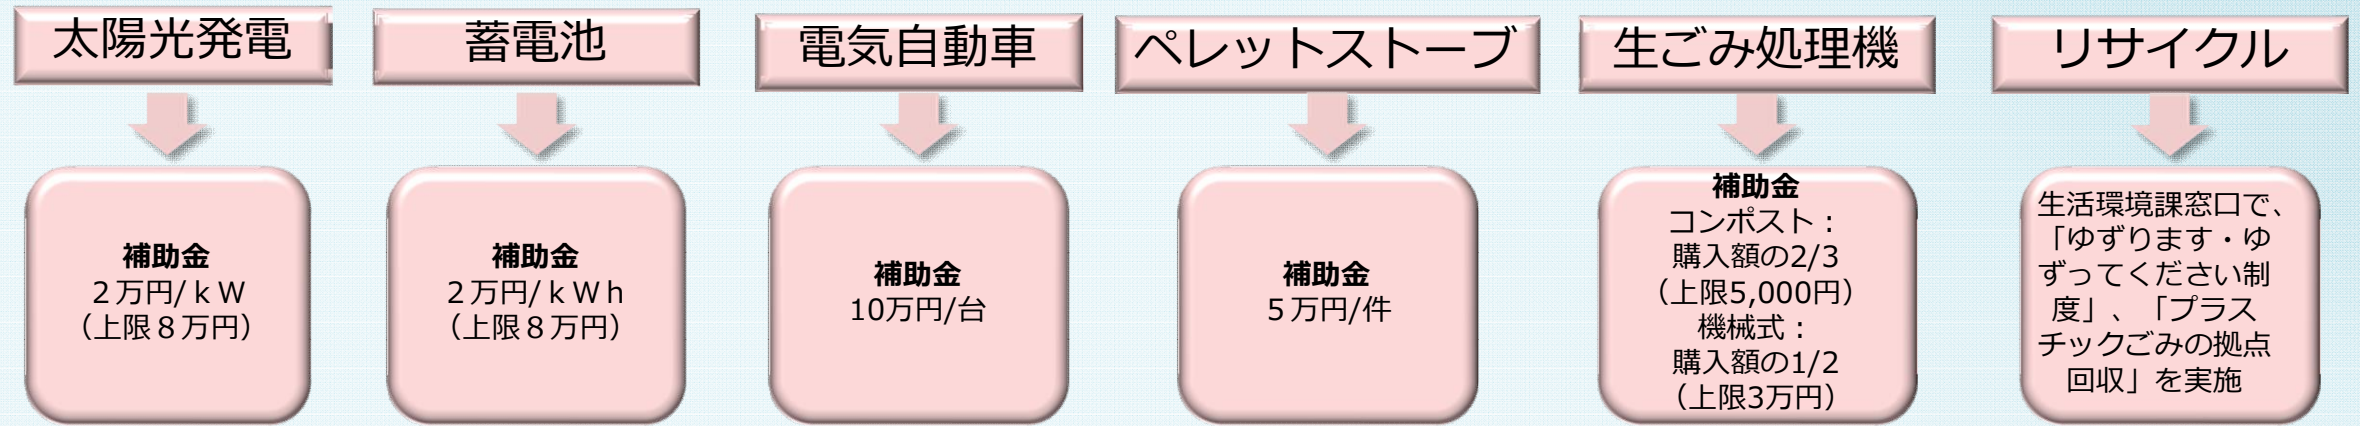 太陽光発電
蓄電池
電気自動車
ペレットストーブ
生ごみ処理機
リサイクル
補助金
２万円/ｋW
（上限８万円）
補助金
２万円/ｋWｈ
（上限８万円）
補助金
10万円/台
補助金
５万円/件
補助金
コンポスト：
購入額の2/3
（上限5,000円）
機械式：
購入額の1/2
（上限3万円）
生活環境課窓口で、
「ゆずります・ゆ
ずってください制
度」、「プラス
チックごみの拠点
回収」を実施